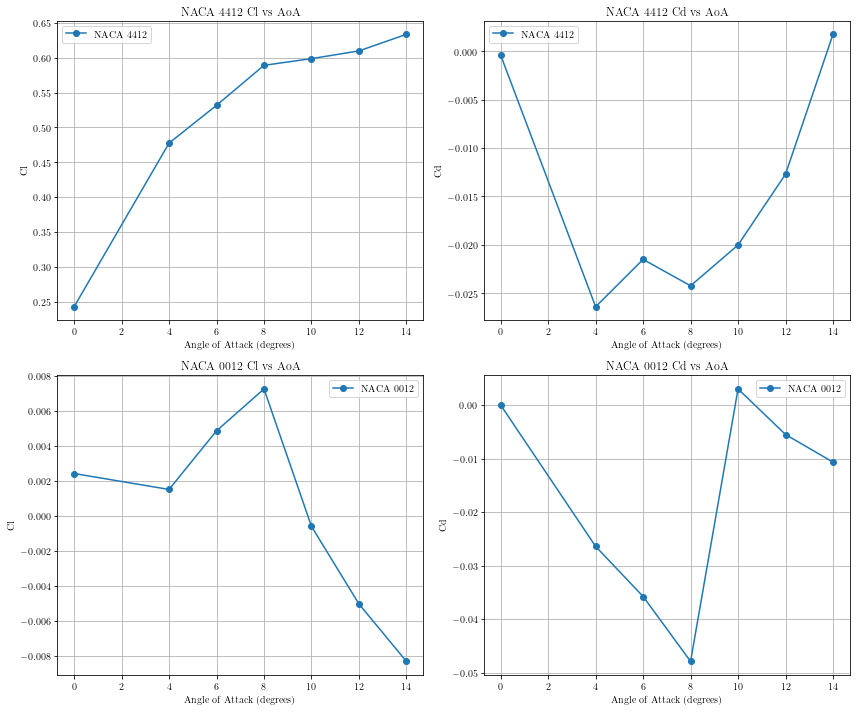 NACA 4412 Cl vs AoA
NACA 4412
Cl
0.65
0.60
0.55
0.50
0.45
0.40
0.35
0.30
0.25
0 2 4 6 8 10 12 14
Angle of Attack (degrees)
NACA 4412 Cd vs AoA
NACA 4412
Cd
0.000
−0.005
−0.010
−0.015
−0.020
−0.025
0 2 4 6 8 10 12 14
Angle of Attack (degrees)
NACA 0012 Cl vs AoA
NACA 0012
Cl
0.008
0.006
0.004
0.002
0.000
−0.002
−0.004
−0.006
−0.008
0 2 4 6 8 10 12 14
Angle of Attack (degrees)
NACA 0012 Cd vs AoA
NACA 0012
Cd
0.00
−0.01
−0.02
−0.03
−0.04
−0.05
0 2 4 6 8 10 12 14
Angle of Attack (degrees)